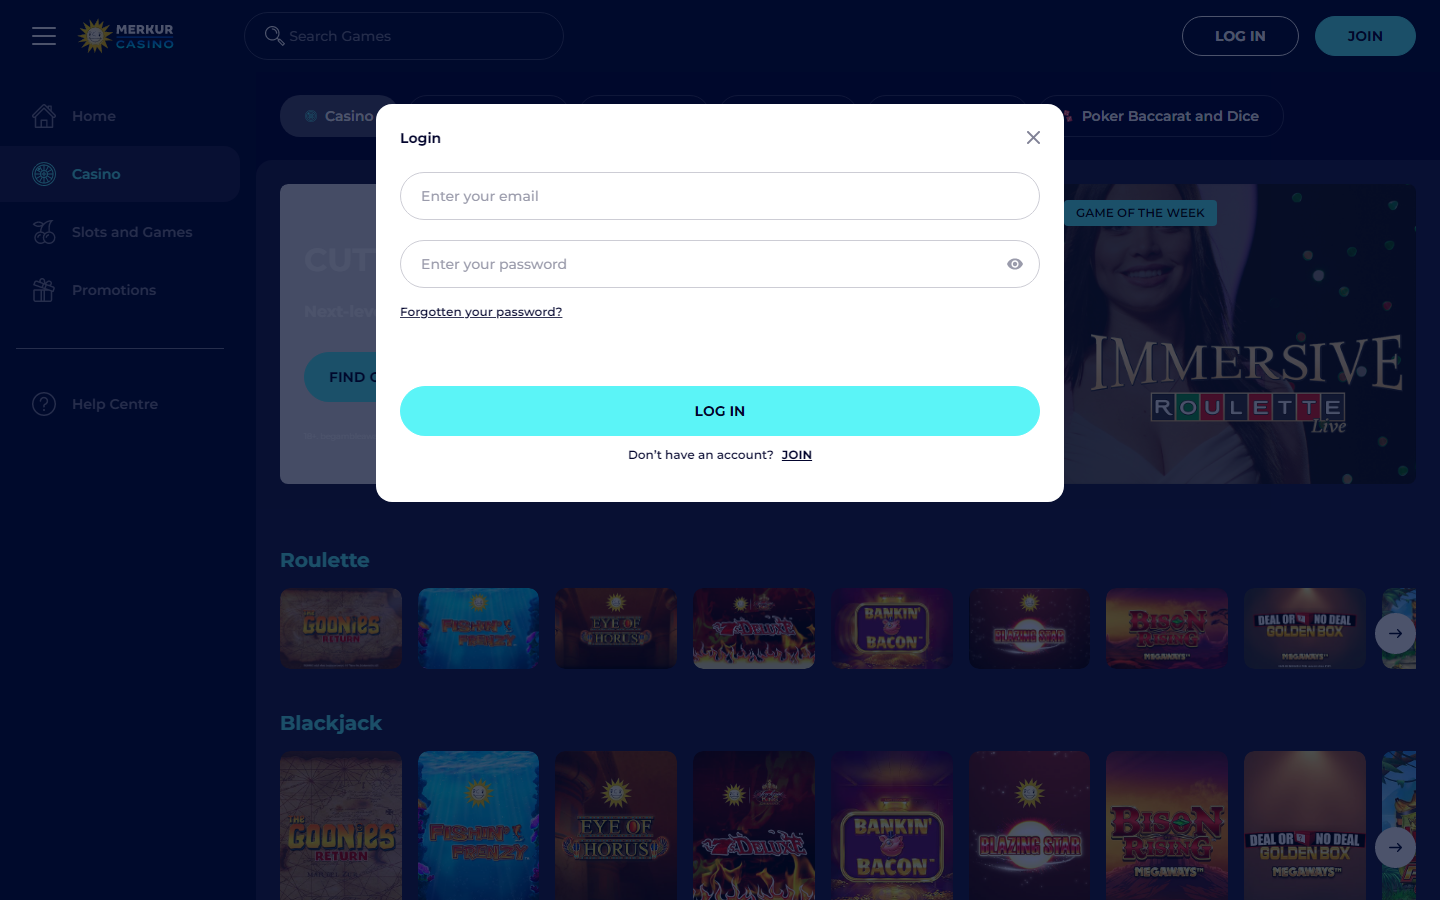 MERKUR
CASINO
Search Games
LOG IN
JOIN
Home
Casino
Slots and Games
Promotions
Help Centre
Casino
Poker Baccarat and Dice
Login
Enter your email
Enter your password
Forgotten your password?
LOG IN
Don't have an account? JOIN
CUT
Next-lev
FIND
GAME OF THE WEEK
IMMERSIVE
ROULETTE
Live
Roulette
THE GOONIES
RETURN
FISHIN' FRENZY
EYE OF
HORUS
7's DELUXE
BANKIN'
BACON
BLAZING STAR
BISON
RISING
MEGAWAYS
DEAL OR NO DEAL
GOLDEN BOX
MEGAWAYS
Blackjack
THE
GOONIES
RETURN
FISHIN'
FRENZY
EYE OF
HORUS
7's DELUXE
BANKIN'
BACON
BLAZING STAR
BISON
RISING
MEGAWAYS
DEAL OR NO DEAL
GOLDEN BOX
MEGAWAYS